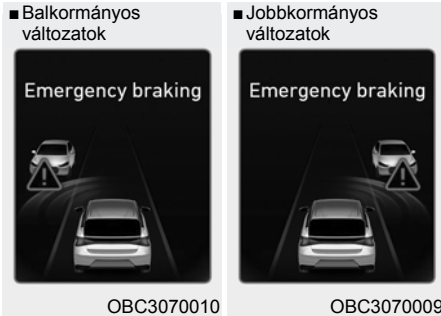 ■ Balkormányos
változatok
Emergency braking
OBC3070010
■ Jobbkormányos
változatok
Emergency braking
OBC3070009